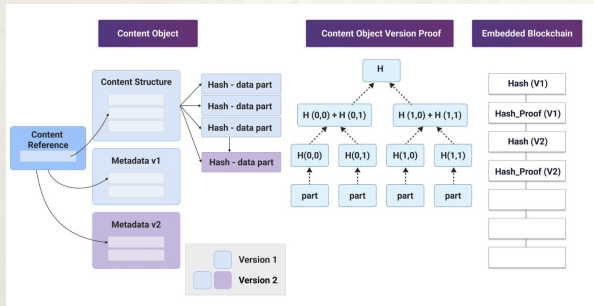 Content Object
Content Object Version Proof
Embedded Blockchain
Content Structure
Hash - data part
Hash - data part
Hash - data part
Hash - data part
Content
Reference
Metadata v1
Metadata v2
Version 1
Version 2
H
H (0,0) + H (0,1)
H (1,0) + H (1,1)
H(0,0)
H(0,1)
H(1,0)
H(1,1)
part
part
part
part
Hash (V1)
Hash_Proof (V1)
Hash (V2)
Hash_Proof (V2)